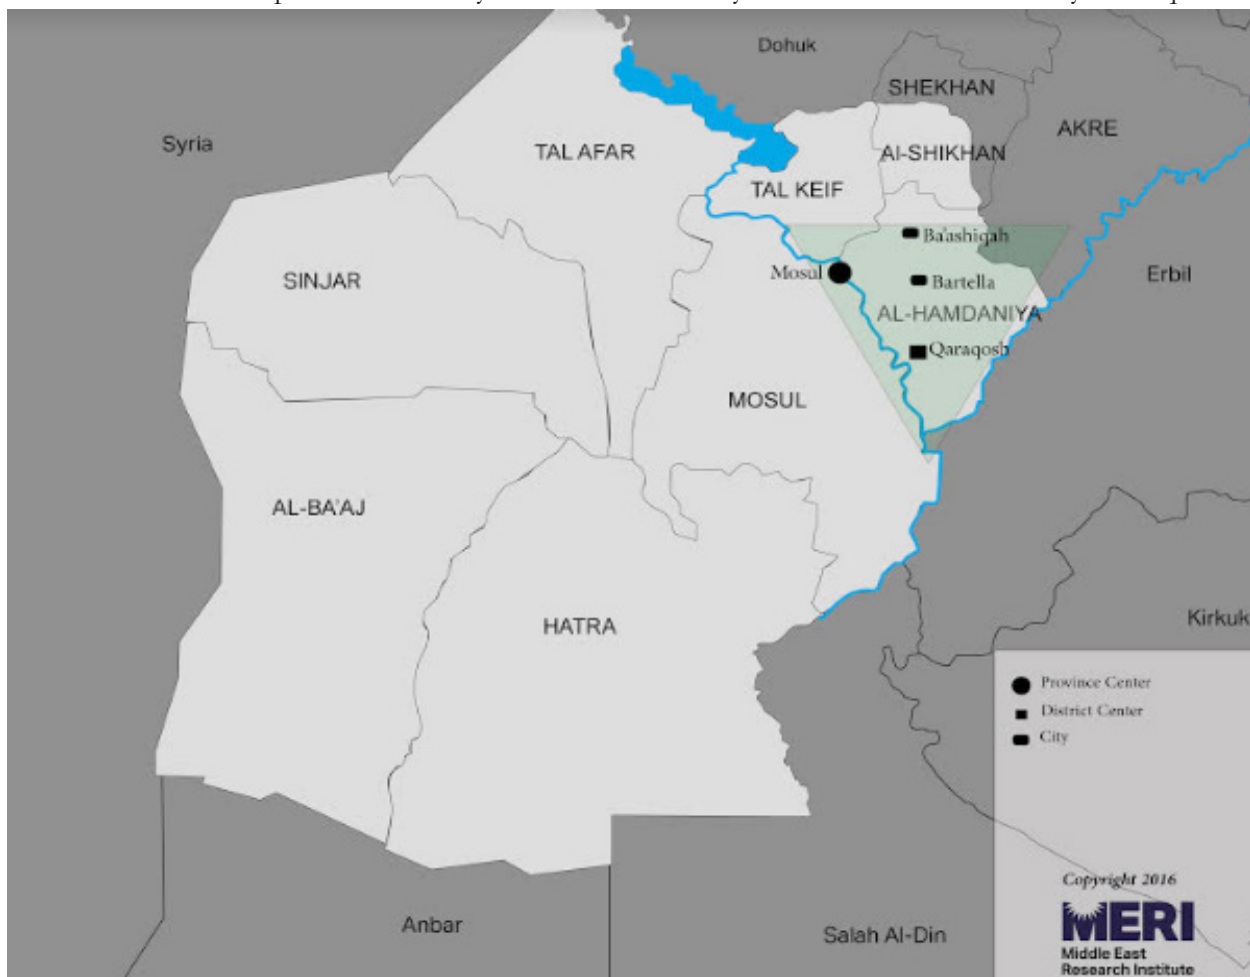 Dohuk
SHEKHAN
Syria
TAL AFAR
AKRE
Al-SHIKHAN
TAL KEIF
Ba'ashiqah
Mosul
Erbil
SINJAR
Bartella
AL-HAMDANIYA
Qaraqosh
MOSUL
AL-BA'AJ
HATRA
Kirkuk
Province Center
District Center
City
Copyright 2016
MERI
Middle East
Research Institute
Anbar
Salah Al-Din